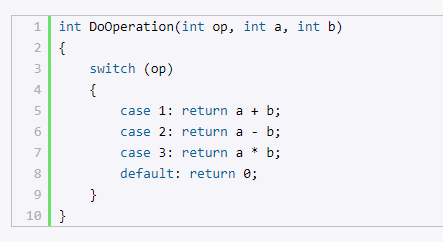 1 int DoOperation(int op, int a, int b)
2 {
3     switch (op)
4     {
5         case 1: return a + b;
6         case 2: return a - b;
7         case 3: return a * b;
8         default: return 0;
9     }
10 }